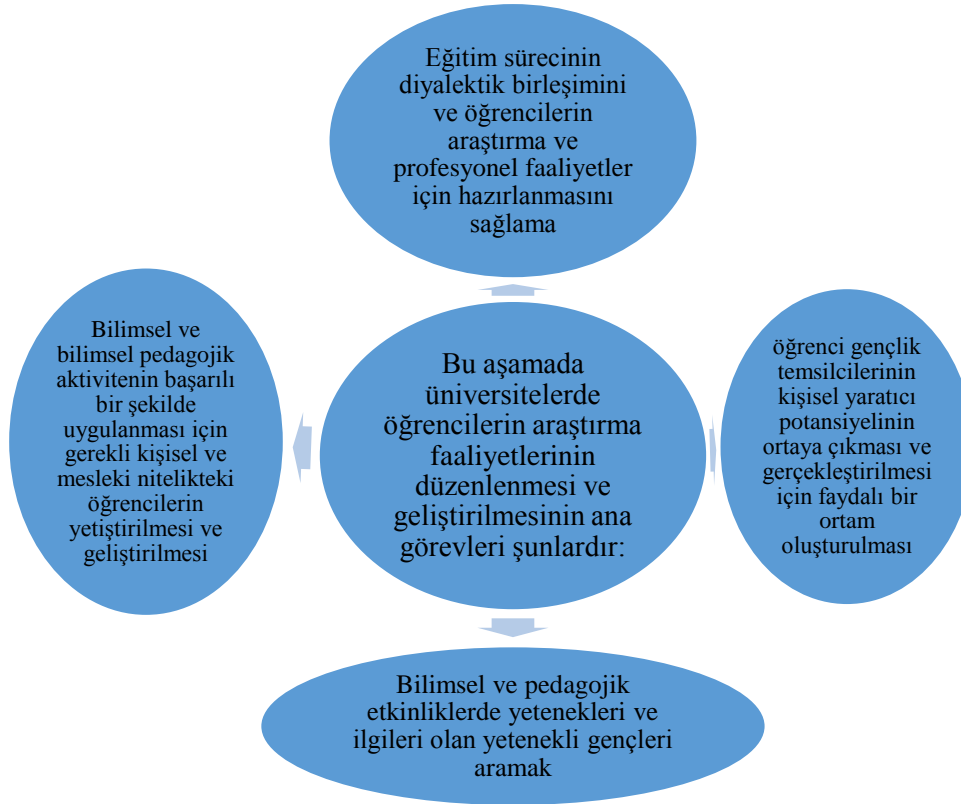 Eğitim sürecinin
diyalektik birleşimini
ve öğrencilerin
araştırma ve
profesyonel faaliyetler
için hazırlanmasını
sağlama
Bilimsel ve
bilimsel pedagojik
aktivitenin başarılı
bir şekilde
uygulanması için
gerekli kişisel ve
mesleki nitelikteki
öğrencilerin
yetiştirilmesi ve
geliştirilmesi
Bu aşamada
üniversitelerde
öğrencilerin araştırma
faaliyetlerinin
düzenlenmesi ve
geliştirilmesinin ana
görevleri şunlardır:
öğrenci gençlik
temsilcilerinin
kişisel yaratıcı
potansiyelinin
ortaya çıkması ve
gerçekleştirilmesi
için faydalı bir
ortam
oluşturulması
Bilimsel ve pedagojik
etkinliklerde yetenekleri ve
ilgileri olan yetenekli gençleri
aramak